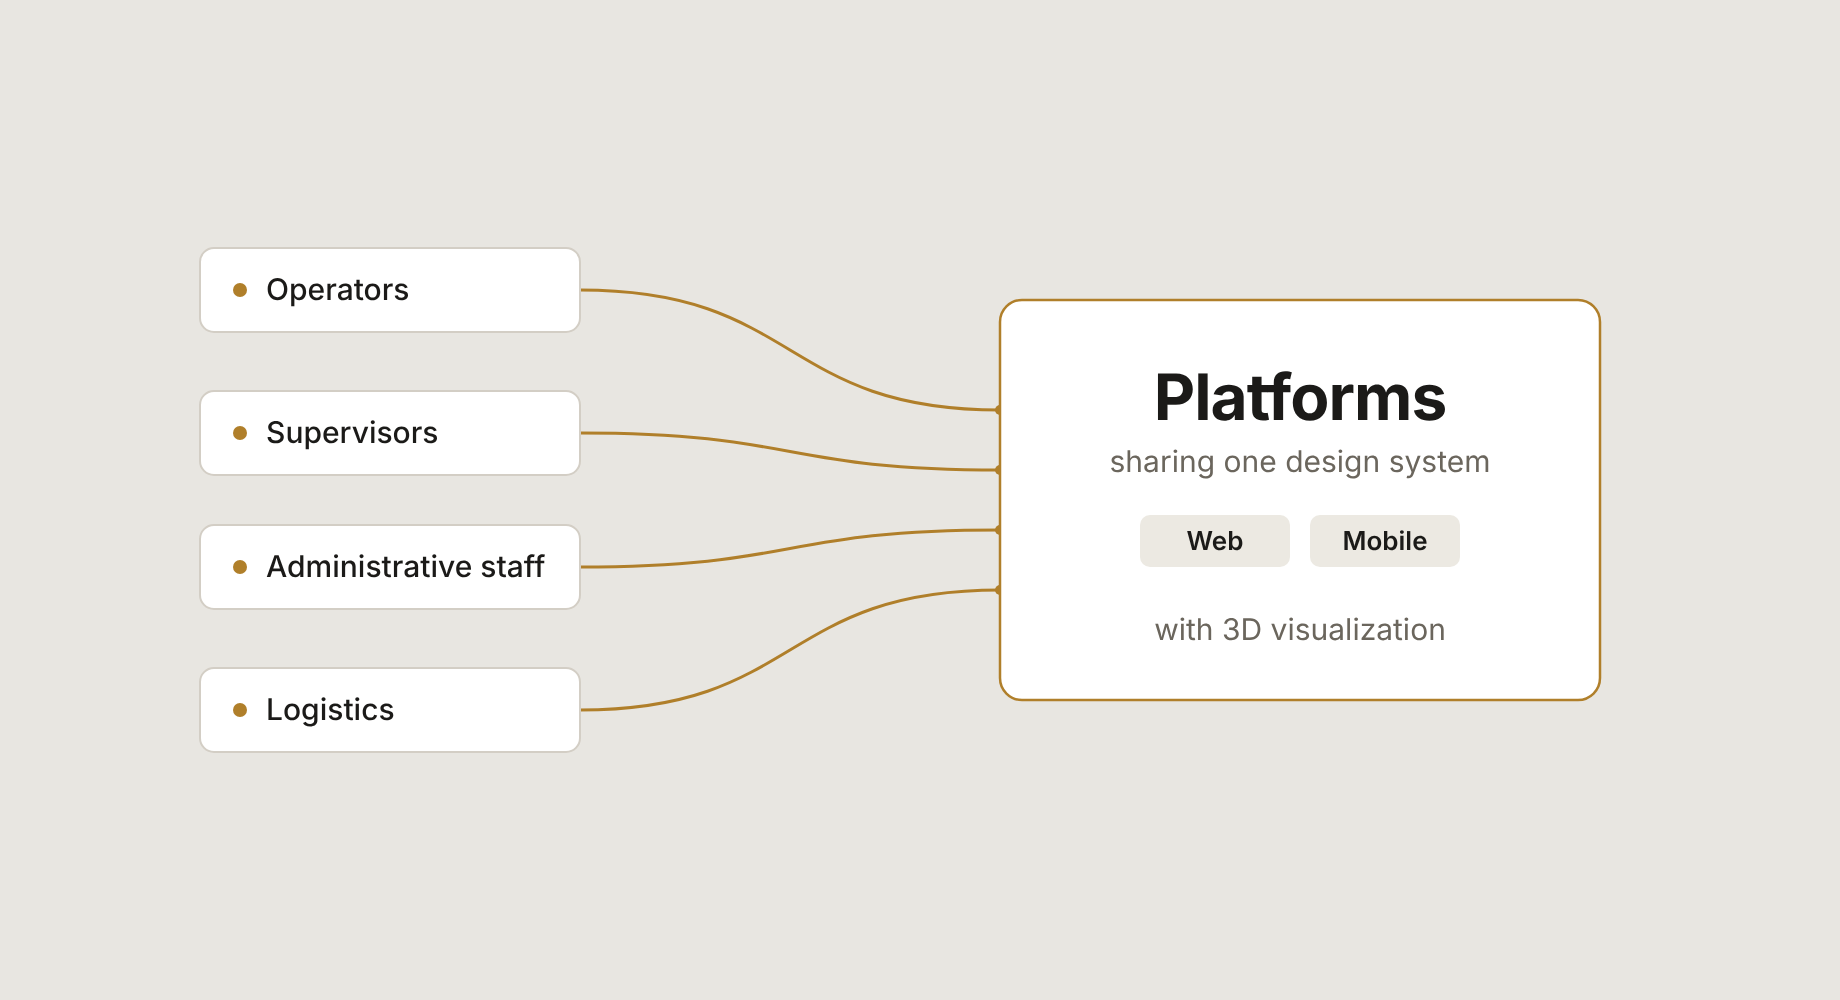 Operators
Supervisors
Administrative staff
Logistics
Platforms
sharing one design system
Web Mobile
with 3D visualization